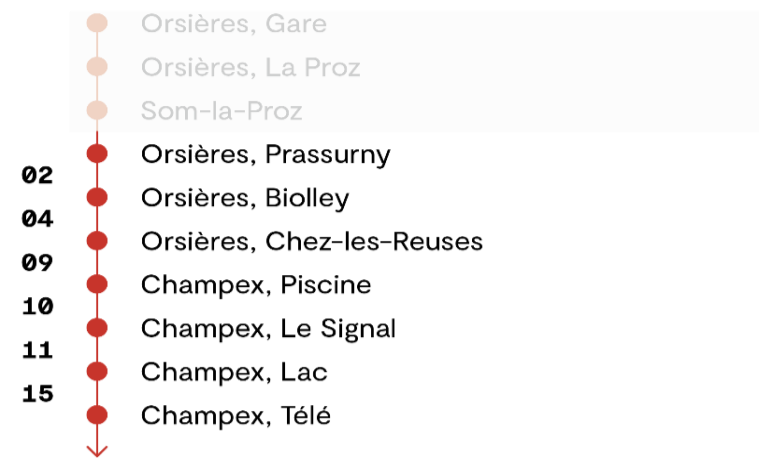 Orsières, Gare
Orsières, La Proz
Som-la-Proz
Orsières, Prassurny
02
Orsières, Biolley
04
Orsières, Chez-les-Reuses
09
Champex, Piscine
10
Champex, Le Signal
11
Champex, Lac
15
Champex, Télé